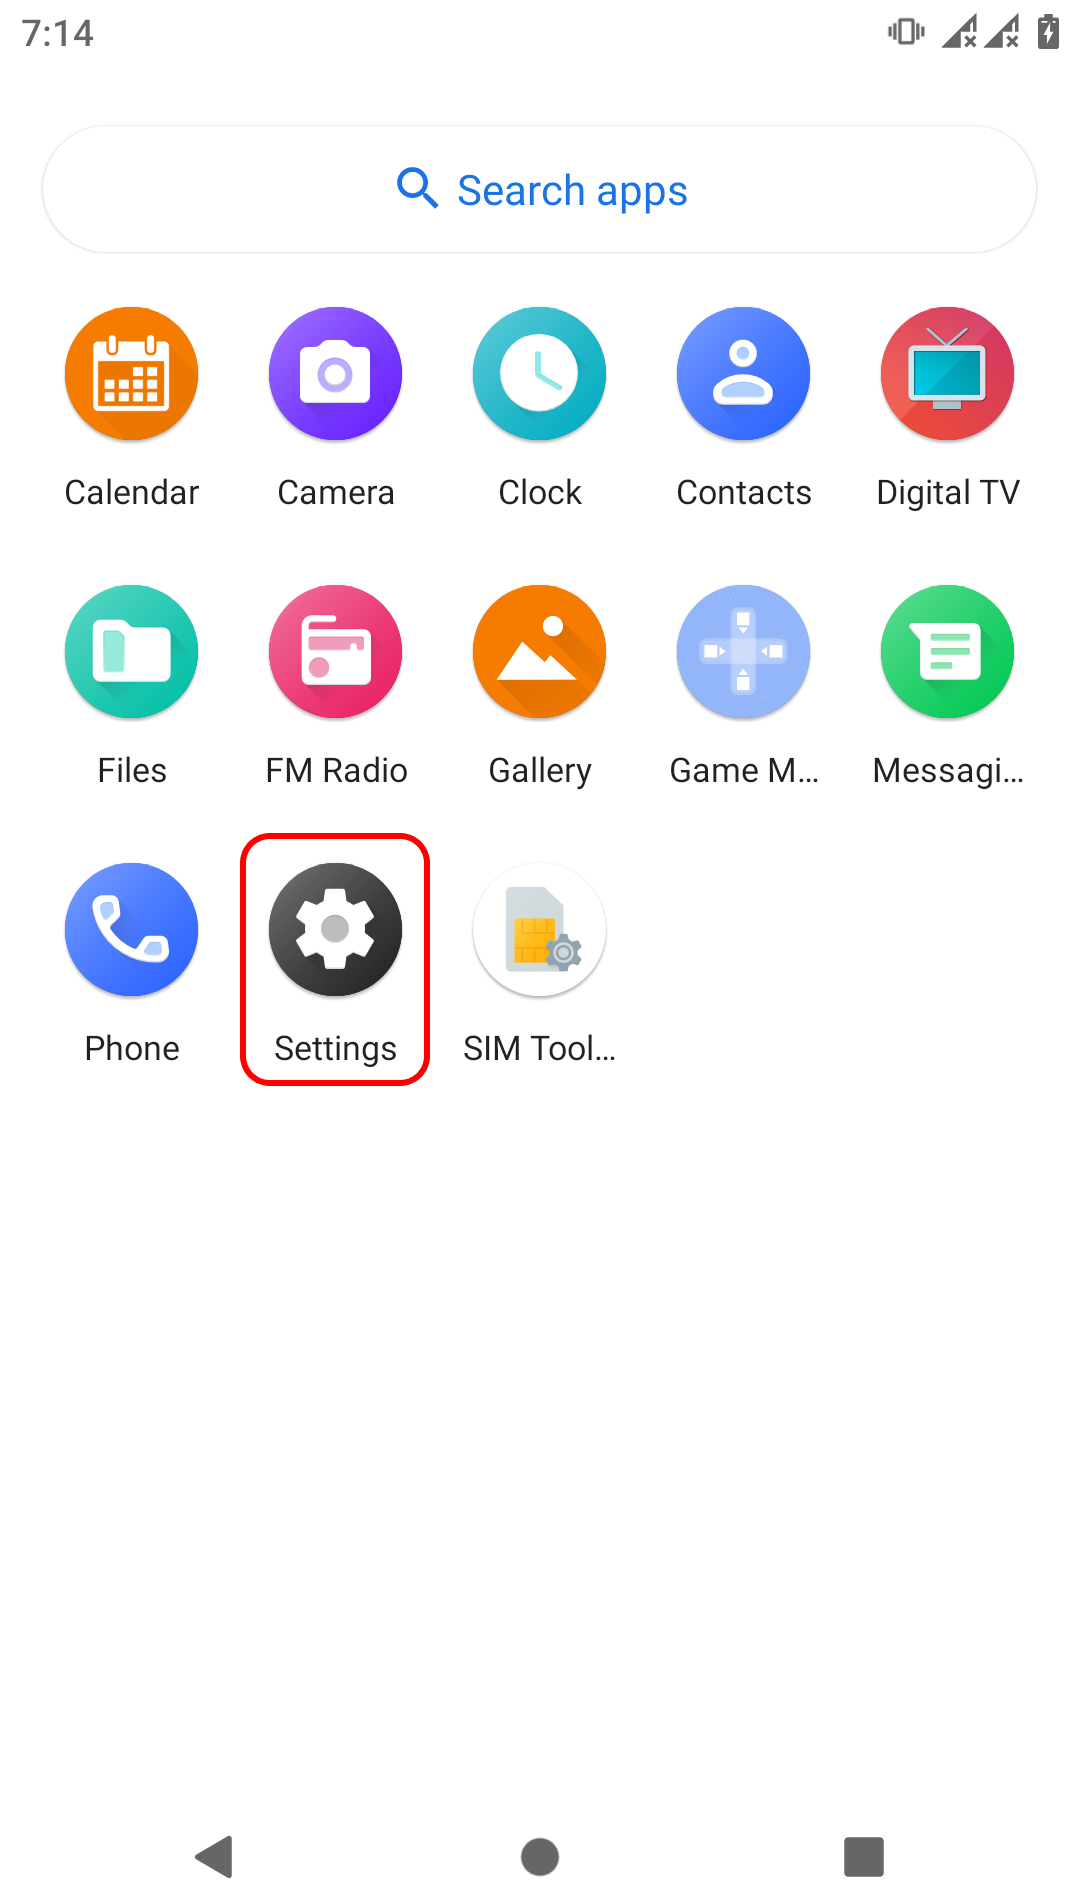 7:14
Search apps
Calendar Camera Clock Contacts Digital TV
Files FM Radio Gallery Game M... Messagi...
Phone Settings SIM Tool...